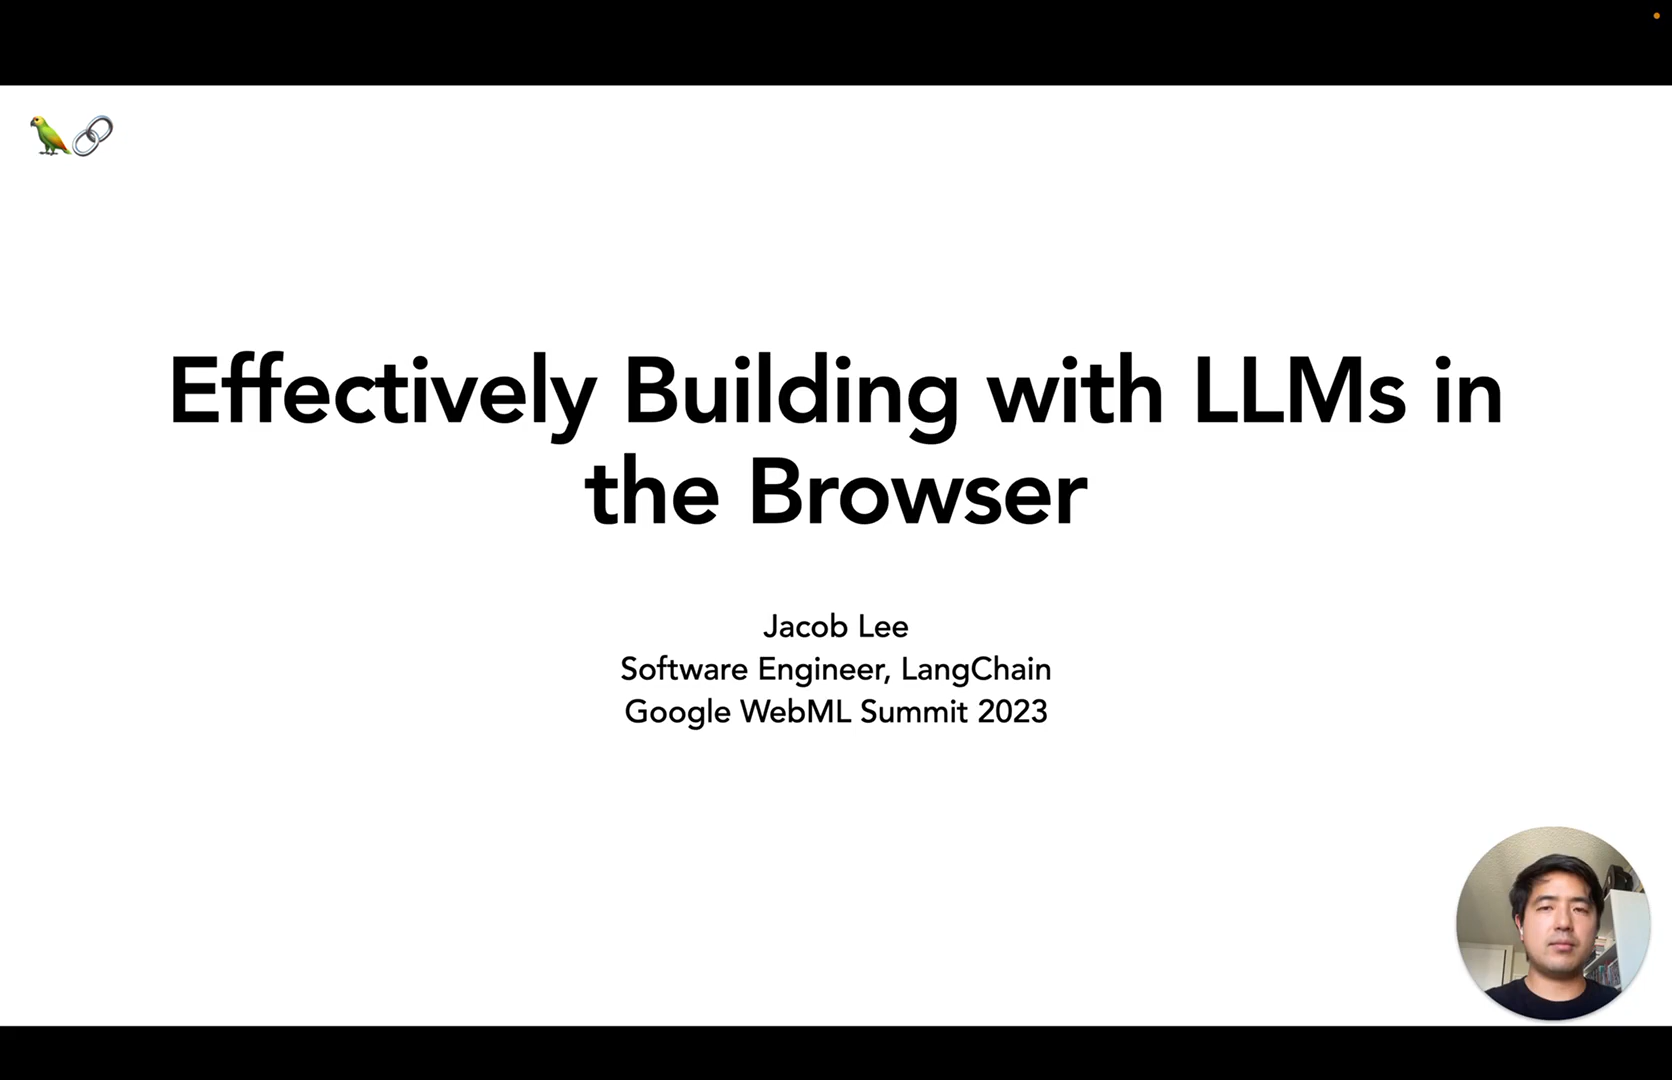 Effectively Building with LLMs in
the Browser
Jacob Lee
Software Engineer, LangChain
Google WebML Summit 2023